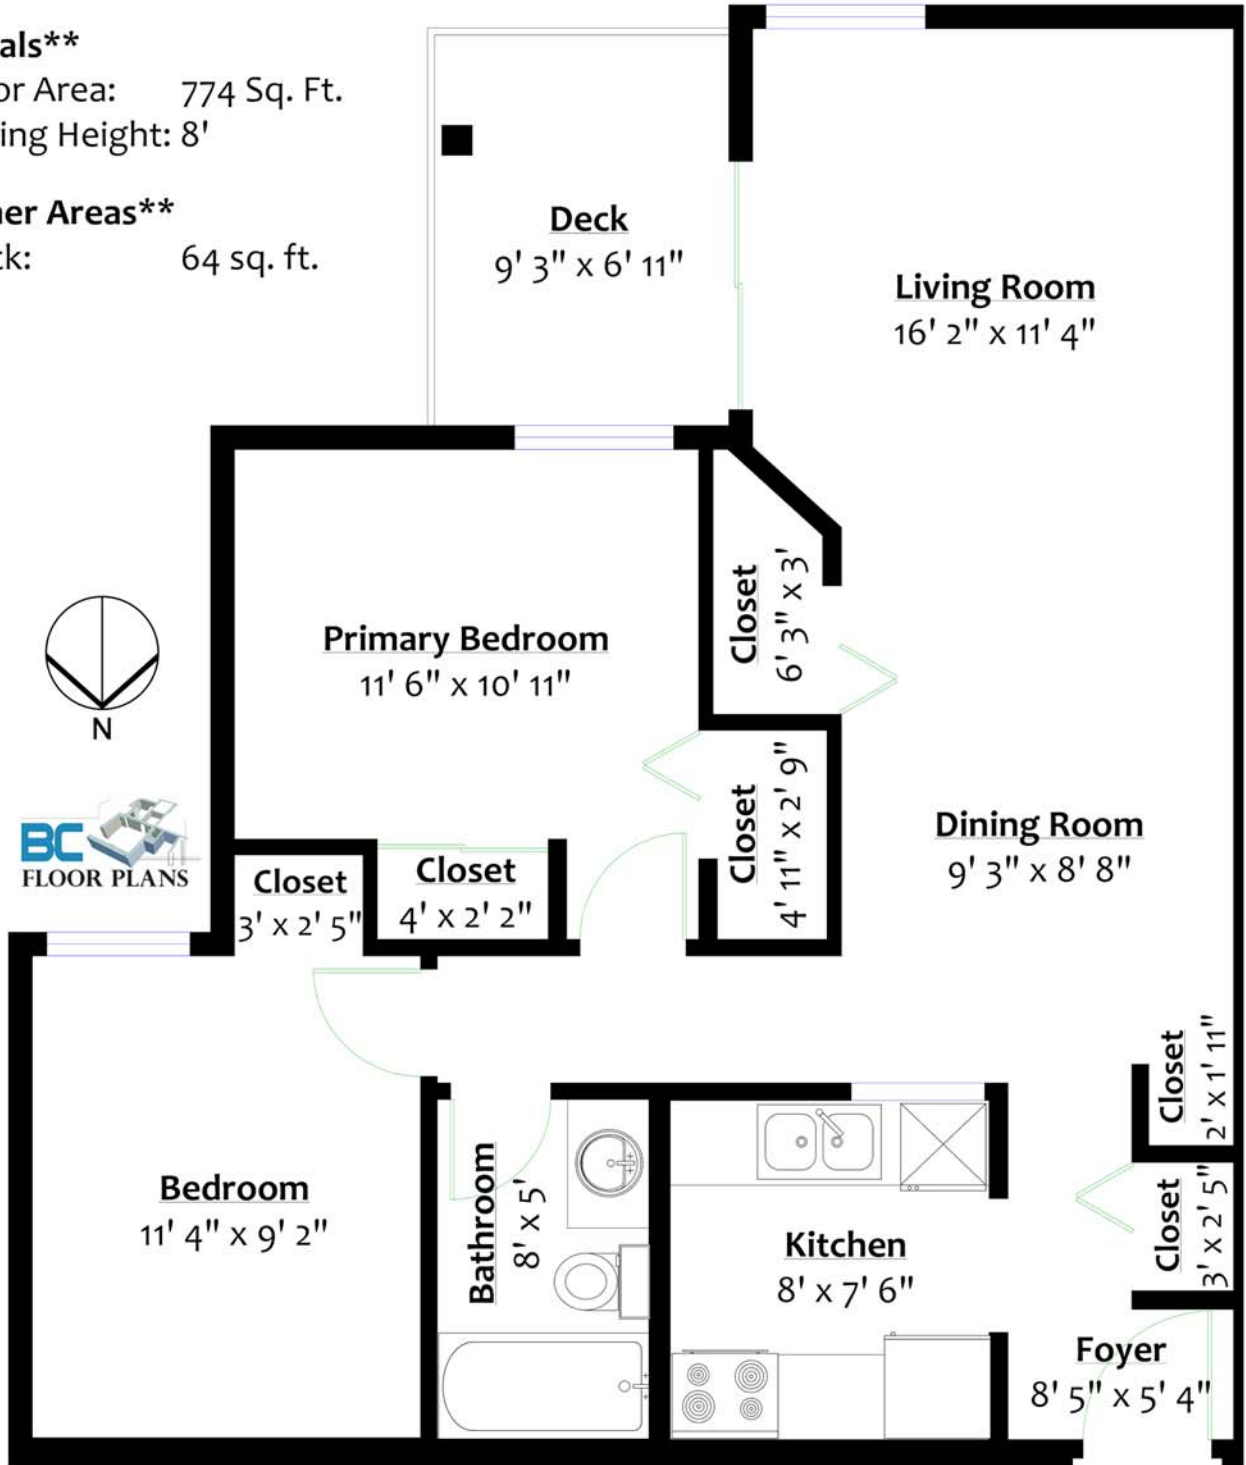 als**
or Area: 774 Sq. Ft.
ing Height: 8'
er Areas**
ck: 64 sq. ft.
Deck
9' 3" x 6' 11"
Living Room
16' 2" x 11' 4"
Closet
6' 3" x 3'
Primary Bedroom
11' 6" x 10' 11"
N
BC
FLOOR PLANS
Closet
4' 11" x 2' 9"
Dining Room
9' 3" x 8' 8"
Closet
3' x 2' 5"
Closet
4' x 2' 2"
Closet
2' x 1' 11"
Bedroom
11' 4" x 9' 2"
Bathroom
8' x 5'
Kitchen
8' x 7' 6"
Closet
3' x 2' 5"
Foyer
8' 5" x 5' 4"